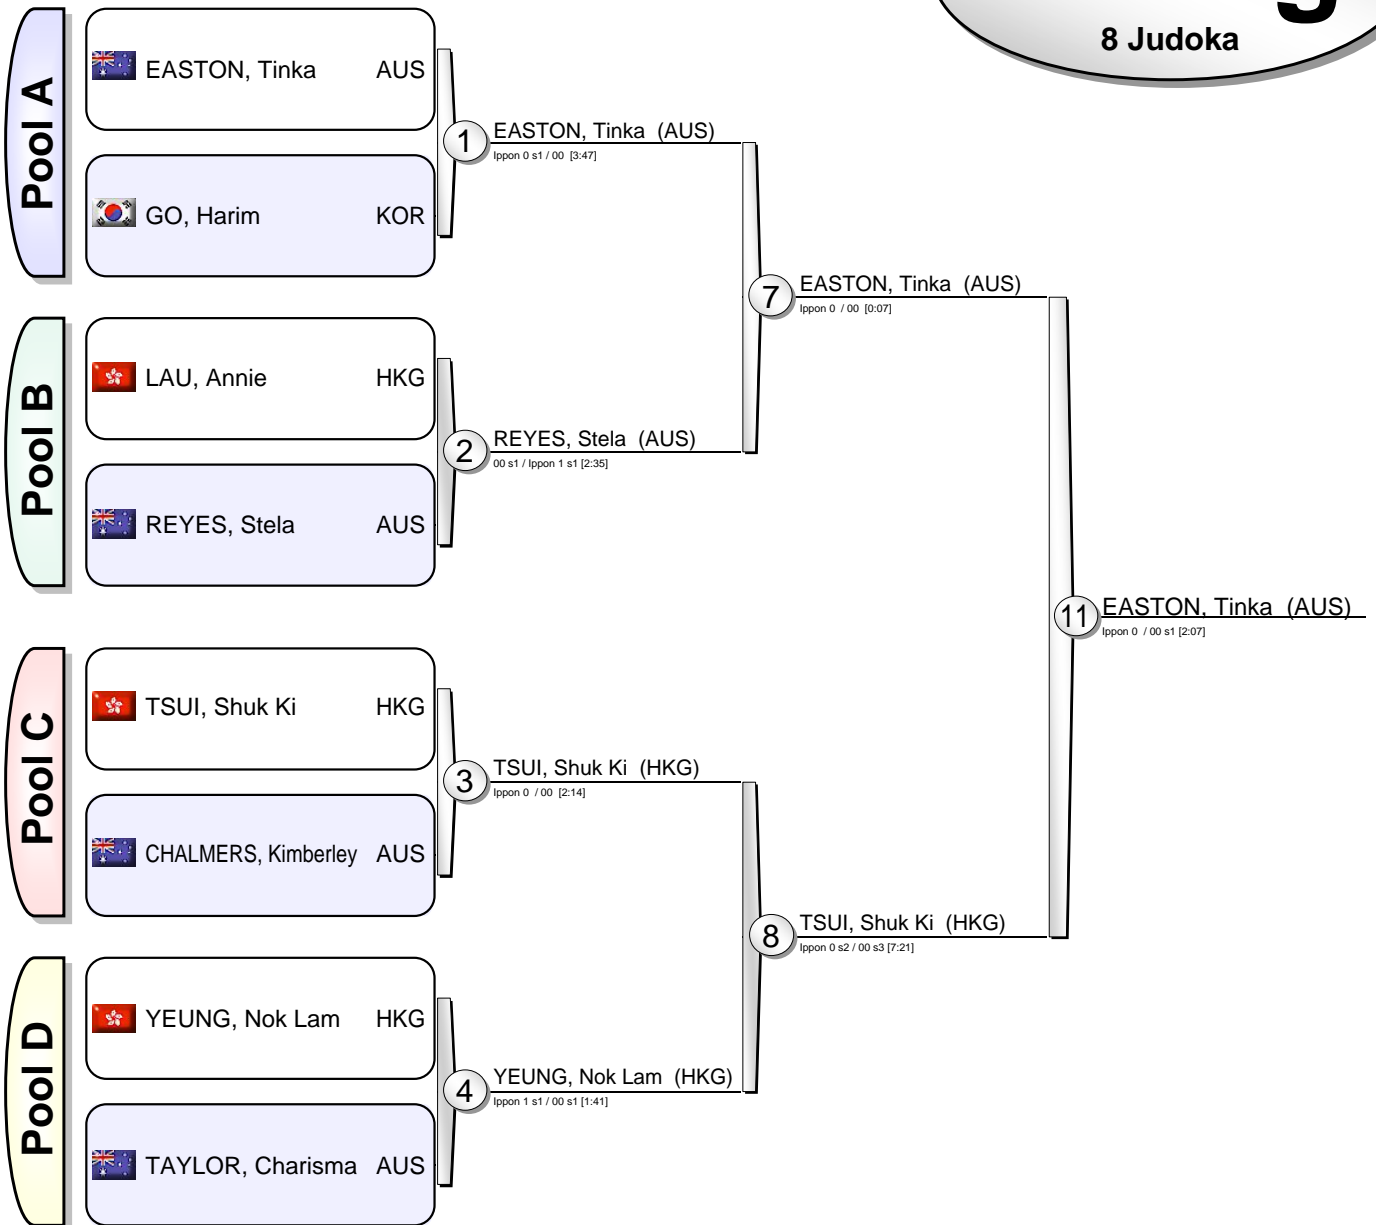 8 Judoka
Pool A
EASTON, Tinka AUS
GO, Harim KOR
1
EASTON, Tinka (AUS)
Ippon 0 s1 / 00 [3:47]
Pool B
LAU, Annie HKG
REYES, Stela AUS
2
REYES, Stela (AUS)
00 s1 / Ippon 1 s1 [2:35]
7
EASTON, Tinka (AUS)
Ippon 0 / 00 [0:07]
Pool C
TSUI, Shuk Ki HKG
CHALMERS, Kimberley AUS
3
TSUI, Shuk Ki (HKG)
Ippon 0 / 00 [2:14]
Pool D
YEUNG, Nok Lam HKG
TAYLOR, Charisma AUS
4
YEUNG, Nok Lam (HKG)
Ippon 1 s1 / 00 s1 [1:41]
8
TSUI, Shuk Ki (HKG)
Ippon 0 s2 / 00 s3 [7:21]
11
EASTON, Tinka (AUS)
Ippon 0 / 00 s1 [2:07]